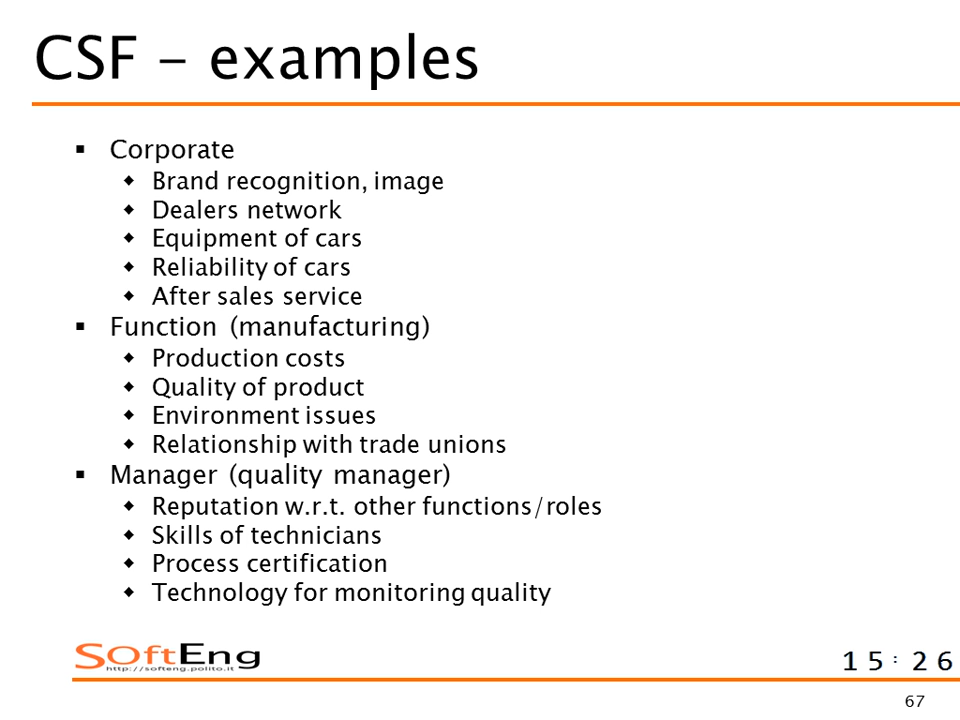 CSF – examples
▪ Corporate
◆ Brand recognition, image
◆ Dealers network
◆ Equipment of cars
◆ Reliability of cars
◆ After sales service
▪ Function (manufacturing)
◆ Production costs
◆ Quality of product
◆ Environment issues
◆ Relationship with trade unions
▪ Manager (quality manager)
◆ Reputation w.r.t. other functions/roles
◆ Skills of technicians
◆ Process certification
◆ Technology for monitoring quality
SOftEng
http://softeng.polito.it
15:26
67